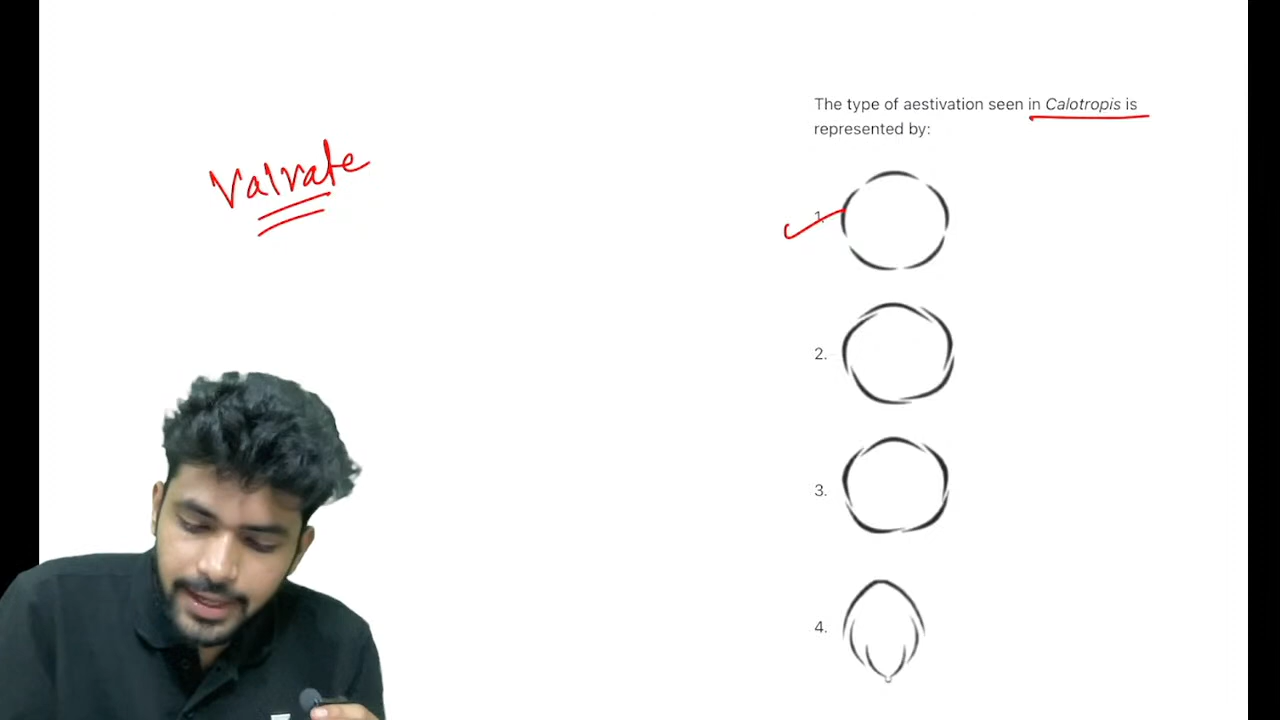 Valvate
The type of aestivation seen in Calotropis is
represented by:
1.
2.
3.
4.